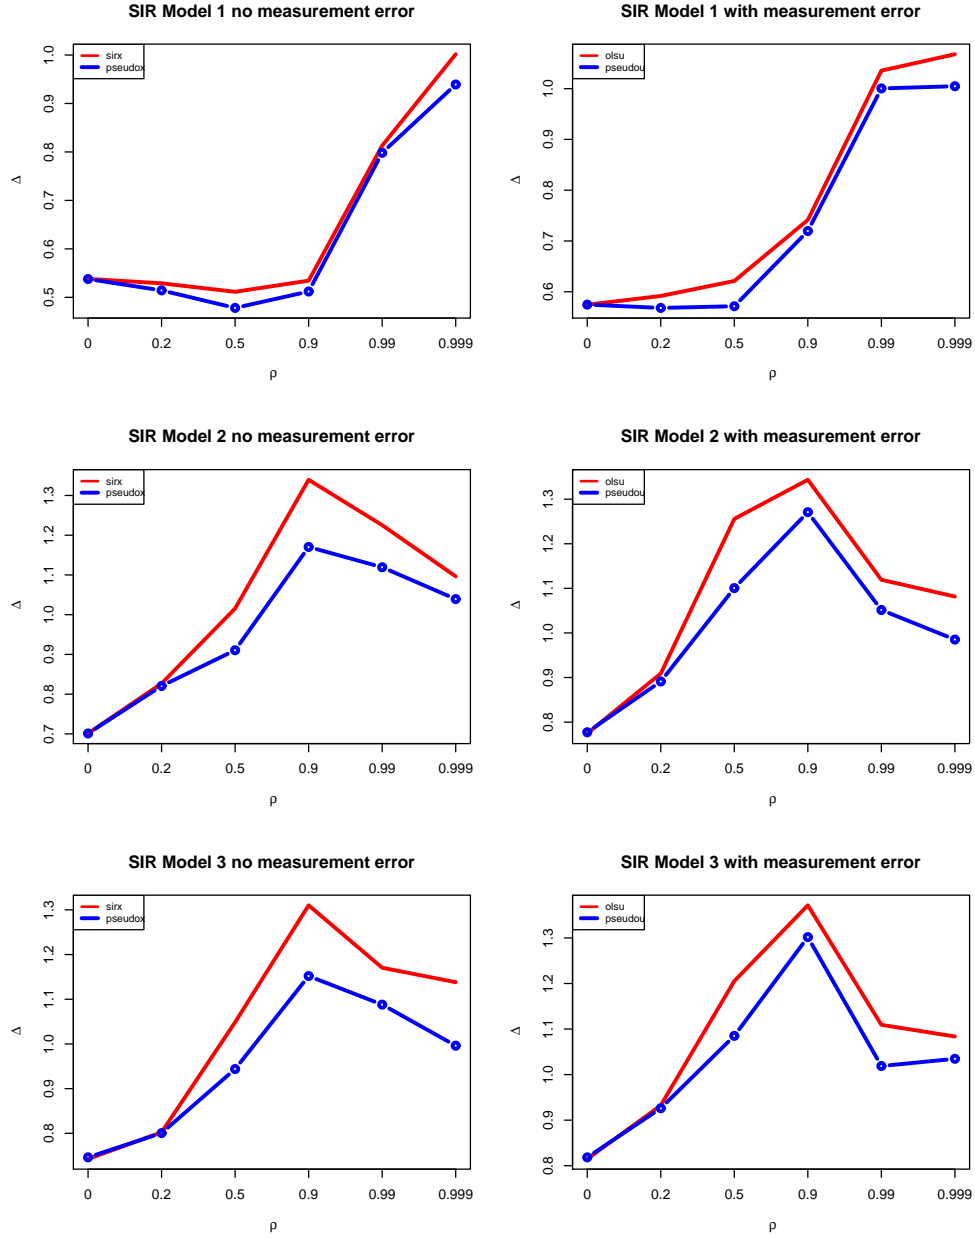 SIR Model 1 no measurement error
sirx
pseudox
1.0
0.9
0.8
0.7
0.6
0.5
Δ
0 0.2 0.5 0.9 0.99 0.999
ρ
SIR Model 1 with measurement error
olsu
pseudou
1.0
0.9
0.8
0.7
0.6
Δ
0 0.2 0.5 0.9 0.99 0.999
ρ
SIR Model 2 no measurement error
sirx
pseudox
1.3
1.2
1.1
1.0
0.9
0.8
0.7
Δ
0 0.2 0.5 0.9 0.99 0.999
ρ
SIR Model 2 with measurement error
olsu
pseudou
1.3
1.2
1.1
1.0
0.9
0.8
Δ
0 0.2 0.5 0.9 0.99 0.999
ρ
SIR Model 3 no measurement error
sirx
pseudox
1.3
1.2
1.1
1.0
0.9
0.8
Δ
0 0.2 0.5 0.9 0.99 0.999
ρ
SIR Model 3 with measurement error
olsu
pseudou
1.3
1.2
1.1
1.0
0.9
0.8
Δ
0 0.2 0.5 0.9 0.99 0.999
ρ